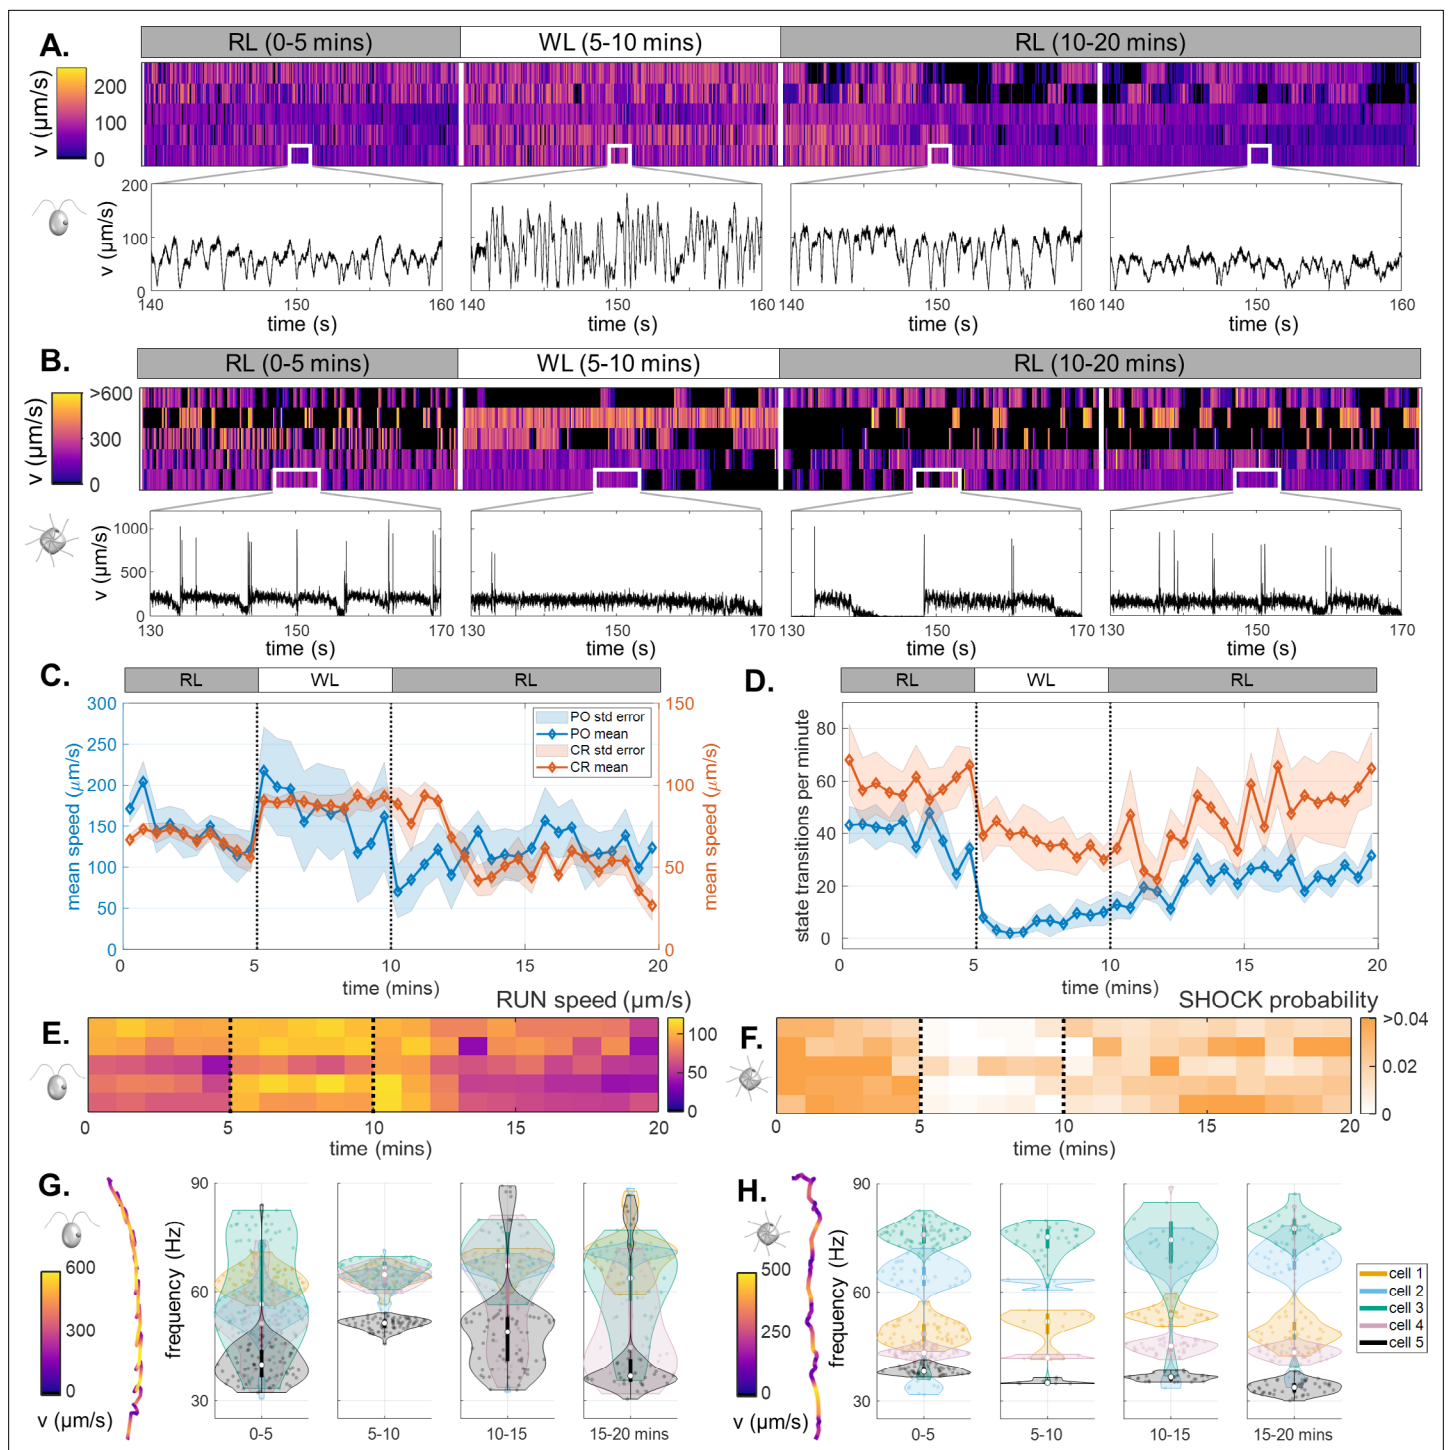 A.
RL (0-5 mins)
WL (5-10 mins)
RL (10-20 mins)
v (µm/s)
200
100
0
v (µm/s)
200
100
0
140 150 160
140 150 160
140 150 160
140 150 160
time (s)
time (s)
time (s)
time (s)
B.
RL (0-5 mins)
WL (5-10 mins)
RL (10-20 mins)
v (µm/s)
>600
300
0
v (µm/s)
1000
500
0
130 150 170
130 150 170
130 150 170
130 150 170
time (s)
time (s)
time (s)
time (s)
C.
RL WL RL
mean speed (µm/s)
300
250
200
150
100
50
0
PO std error
PO mean
CR std error
CR mean
150
100
50
0
mean speed (µm/s)
0 5 10 15 20
time (mins)
D.
RL WL RL
state transitions per minute
80
60
40
20
0
0 5 10 15 20
time (mins)
E.
RUN speed (µm/s)
100
50
0
0 5 10 15 20
time (mins)
F.
SHOCK probability
>0.04
0.02
0
0 5 10 15 20
time (mins)
G.
600
300
0
v (µm/s)
frequency (Hz)
90
60
30
0-5 5-10 10-15 15-20 mins
H.
500
250
0
v (µm/s)
frequency (Hz)
90
60
30
0-5 5-10 10-15 15-20 mins
cell 1
cell 2
cell 3
cell 4
cell 5